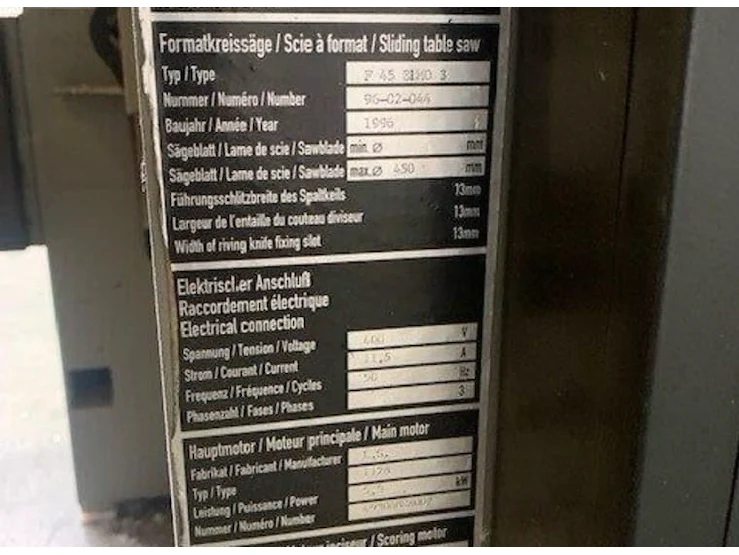 Formatkreissäge / Scie à format / Sliding table saw
Typ / Type F 45 ELMO 3
Nummer / Numéro / Number 96-02-044
Baujahr / Année / Year 1996
Sägeblatt / Lame de scie / Sawblade min. Ø mm
Sägeblatt / Lame de scie / Sawblade max. Ø 450 mm
Führungsschlitzbreite des Spaltkeils 13mm
Largeur de l'entaille du couteau diviseur 13mm
Width of riving knife fixing slot 13mm
Elektrischer Anschluß
Raccordement électrique
Electrical connection
Spannung / Tension / Voltage 400 V
Strom / Courant / Current 11,5 A
Frequenz / Fréquence / Cycles 50 Hz
Phasenzahl / Fases / Phases 3
Hauptmotor / Moteur principale / Main motor
Fabrikat / Fabricant / Manufacturer
Typ / Type
Leistung / Puissance / Power kW
Nummer / Numéro / Number
/ Scoring motor